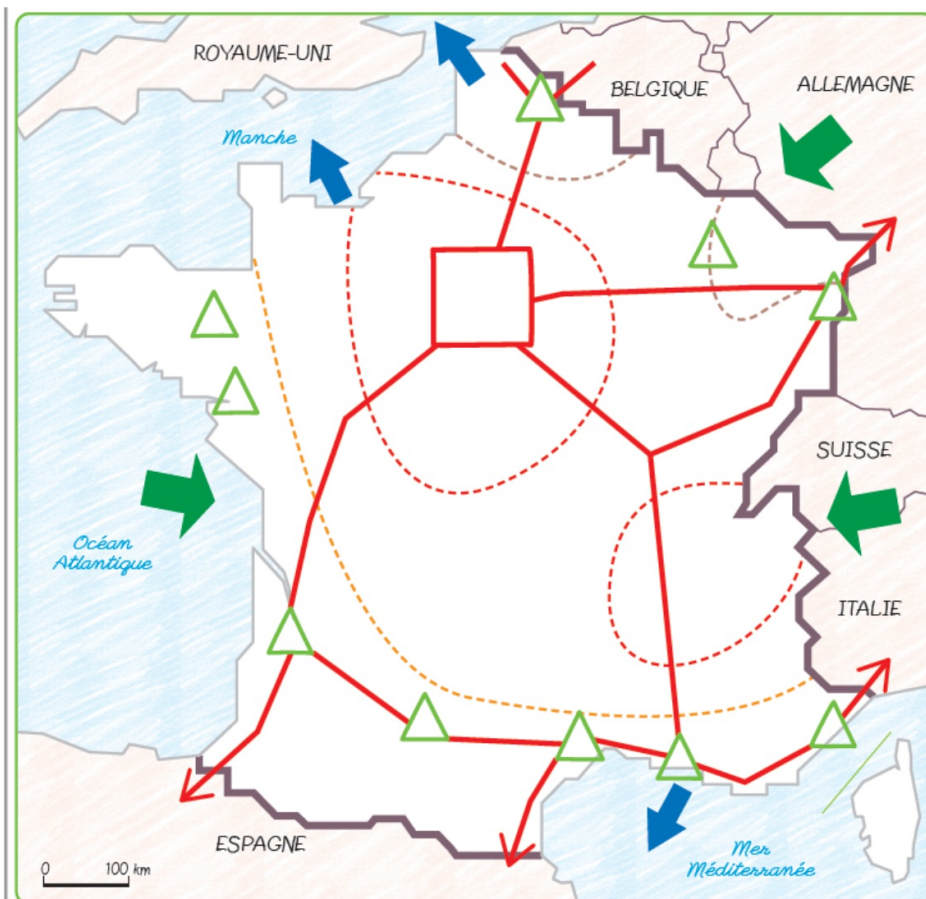 ROYAUME-UNI
BELGIQUE
ALLEMAGNE
Manche
SUISSE
Océan
Atlantique
ITALIE
ESPAGNE
Mer
Méditerranée
0 100 km